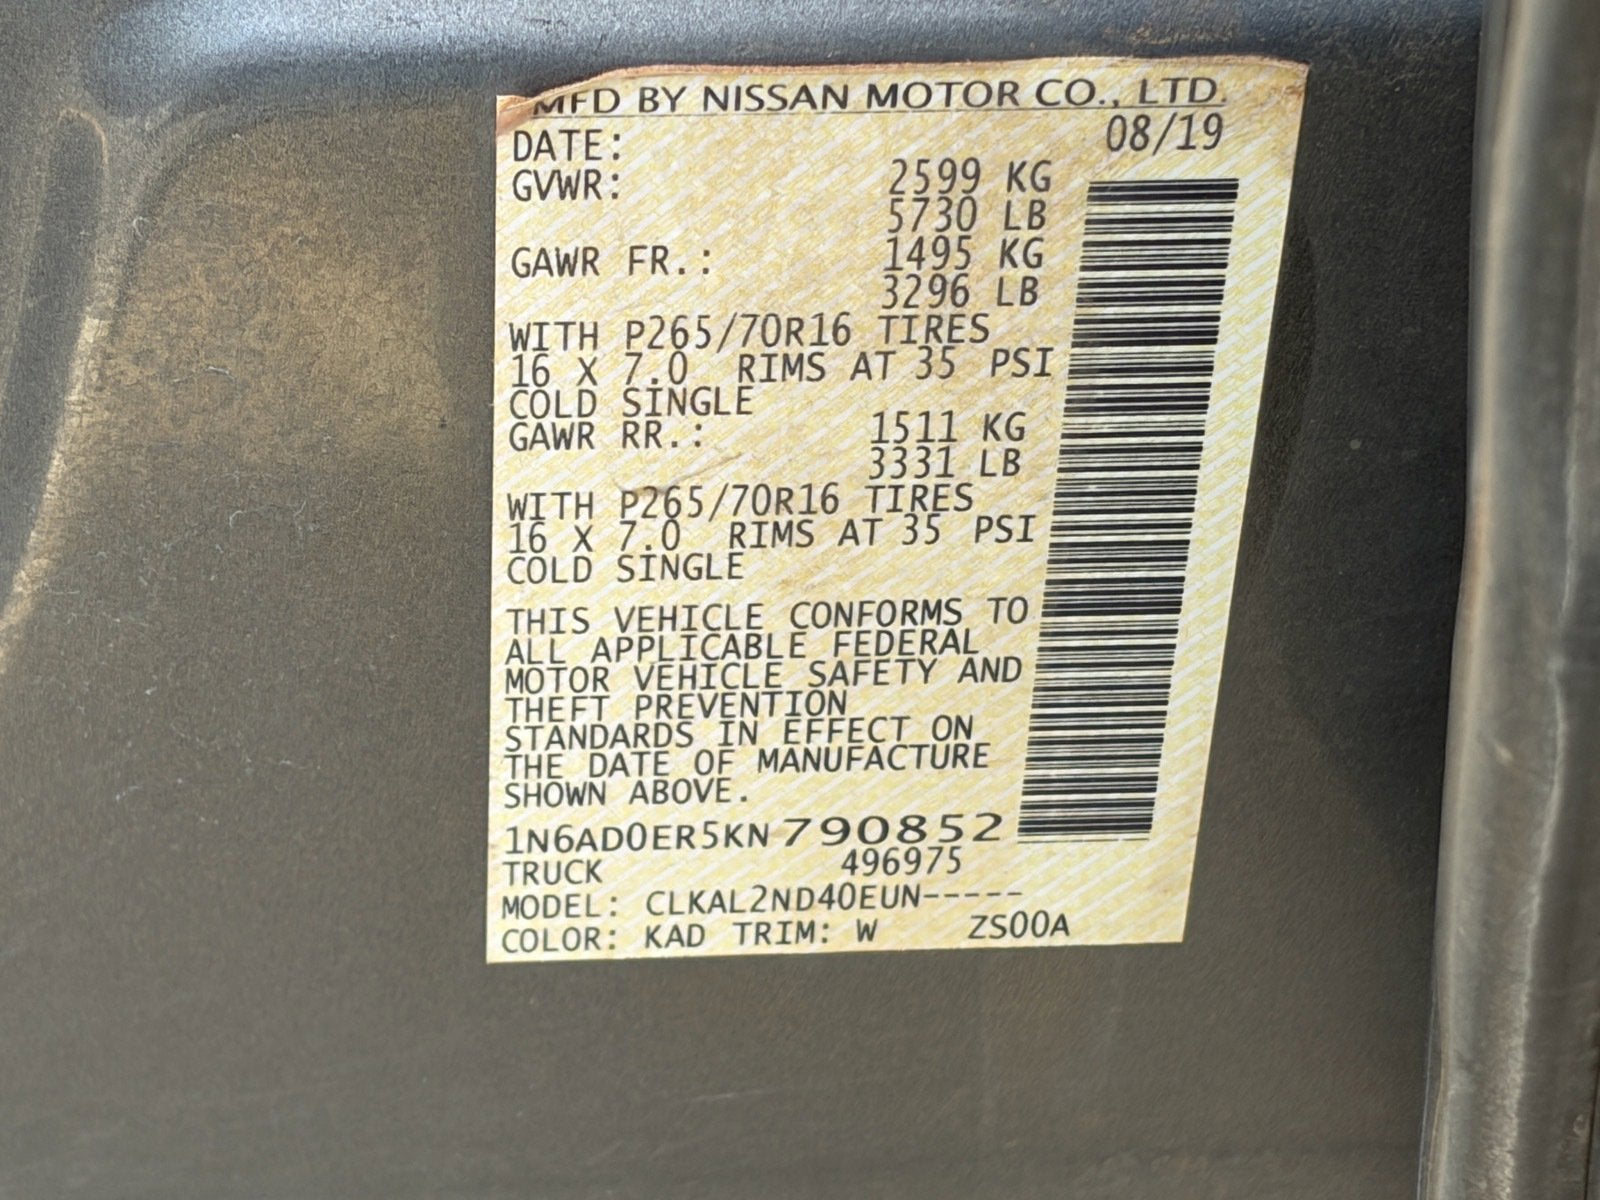 MFD BY NISSAN MOTOR CO., LTD.
DATE: 08/19
GVWR: 2599 KG
5730 LB
GAWR FR.: 1495 KG
3296 LB
WITH P265/70R16 TIRES
16 X 7.0 RIMS AT 35 PSI
COLD SINGLE
GAWR RR.: 1511 KG
3331 LB
WITH P265/70R16 TIRES
16 X 7.0 RIMS AT 35 PSI
COLD SINGLE
THIS VEHICLE CONFORMS TO
ALL APPLICABLE FEDERAL
MOTOR VEHICLE SAFETY AND
THEFT PREVENTION
STANDARDS IN EFFECT ON
THE DATE OF MANUFACTURE
SHOWN ABOVE.
1N6AD0ER5KN790852
TRUCK 496975
MODEL: CLKAL2ND40EUN-----
COLOR: KAD TRIM: W ZS00A